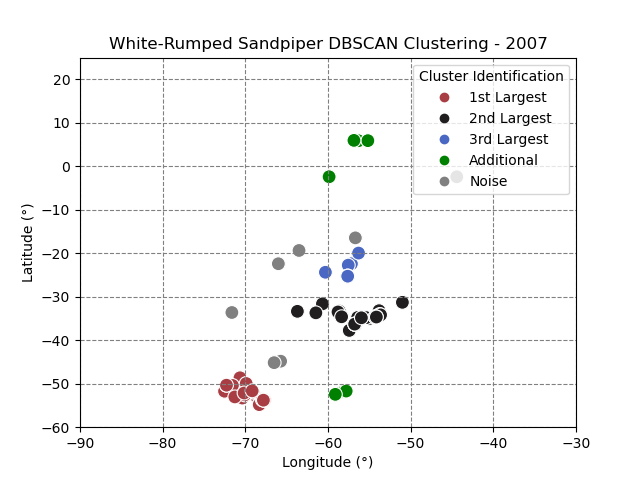 White-Rumped Sandpiper DBSCAN Clustering - 2007
Cluster Identification
1st Largest
2nd Largest
3rd Largest
Additional
Noise
20
10
0
−10
−20
−30
−40
−50
−60
Latitude (°)
−90
−80
−70
−60
−50
−40
−30
Longitude (°)